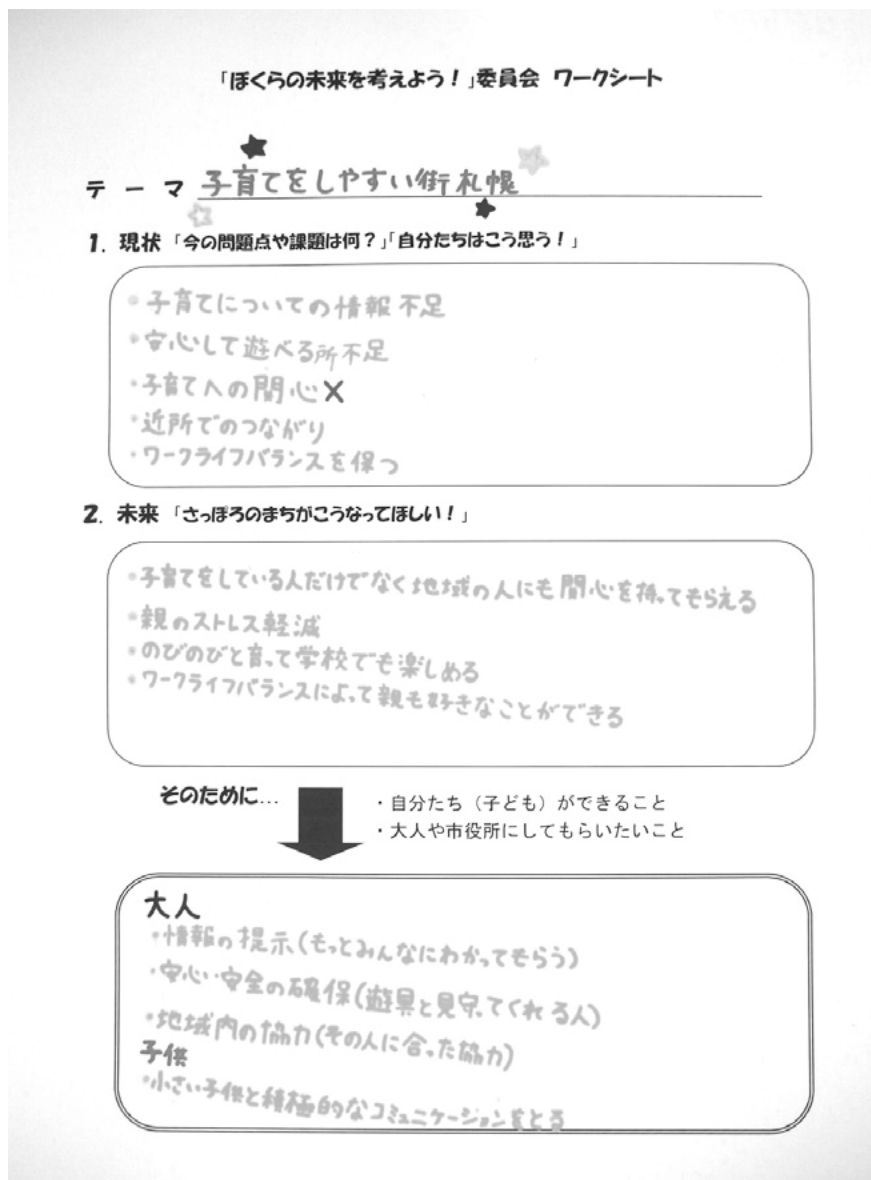 「ぼくらの未来を考えよう！」委員会 ワークシート
テーマ 子育てをしやすい街 札幌
1. 現状「今の問題点や課題は何？」「自分たちはこう思う！」
・子育てについての情報不足
・安心して遊べる所不足
・子育てへの関心×
・近所でのつながり
・ワークライフバランスを保つ
2. 未来「さっぽろのまちがこうなってほしい！」
・子育てをしている人だけでなく地域の人にも関心を持ってもらえる
・親のストレス軽減
・のびのびと育って学校でも楽しめる
・ワークライフバランスによって親も好きなことができる
そのために…
・自分たち（子ども）ができること
・大人や市役所にしてもらいたいこと
大人
・情報の提示(もっとみんなにわかってもらう)
・安心・安全の確保(遊具と見守ってくれる人)
・地域内の協力(その人に合った協力)
子供
・小さい子供と積極的なコミュニケーションをとる